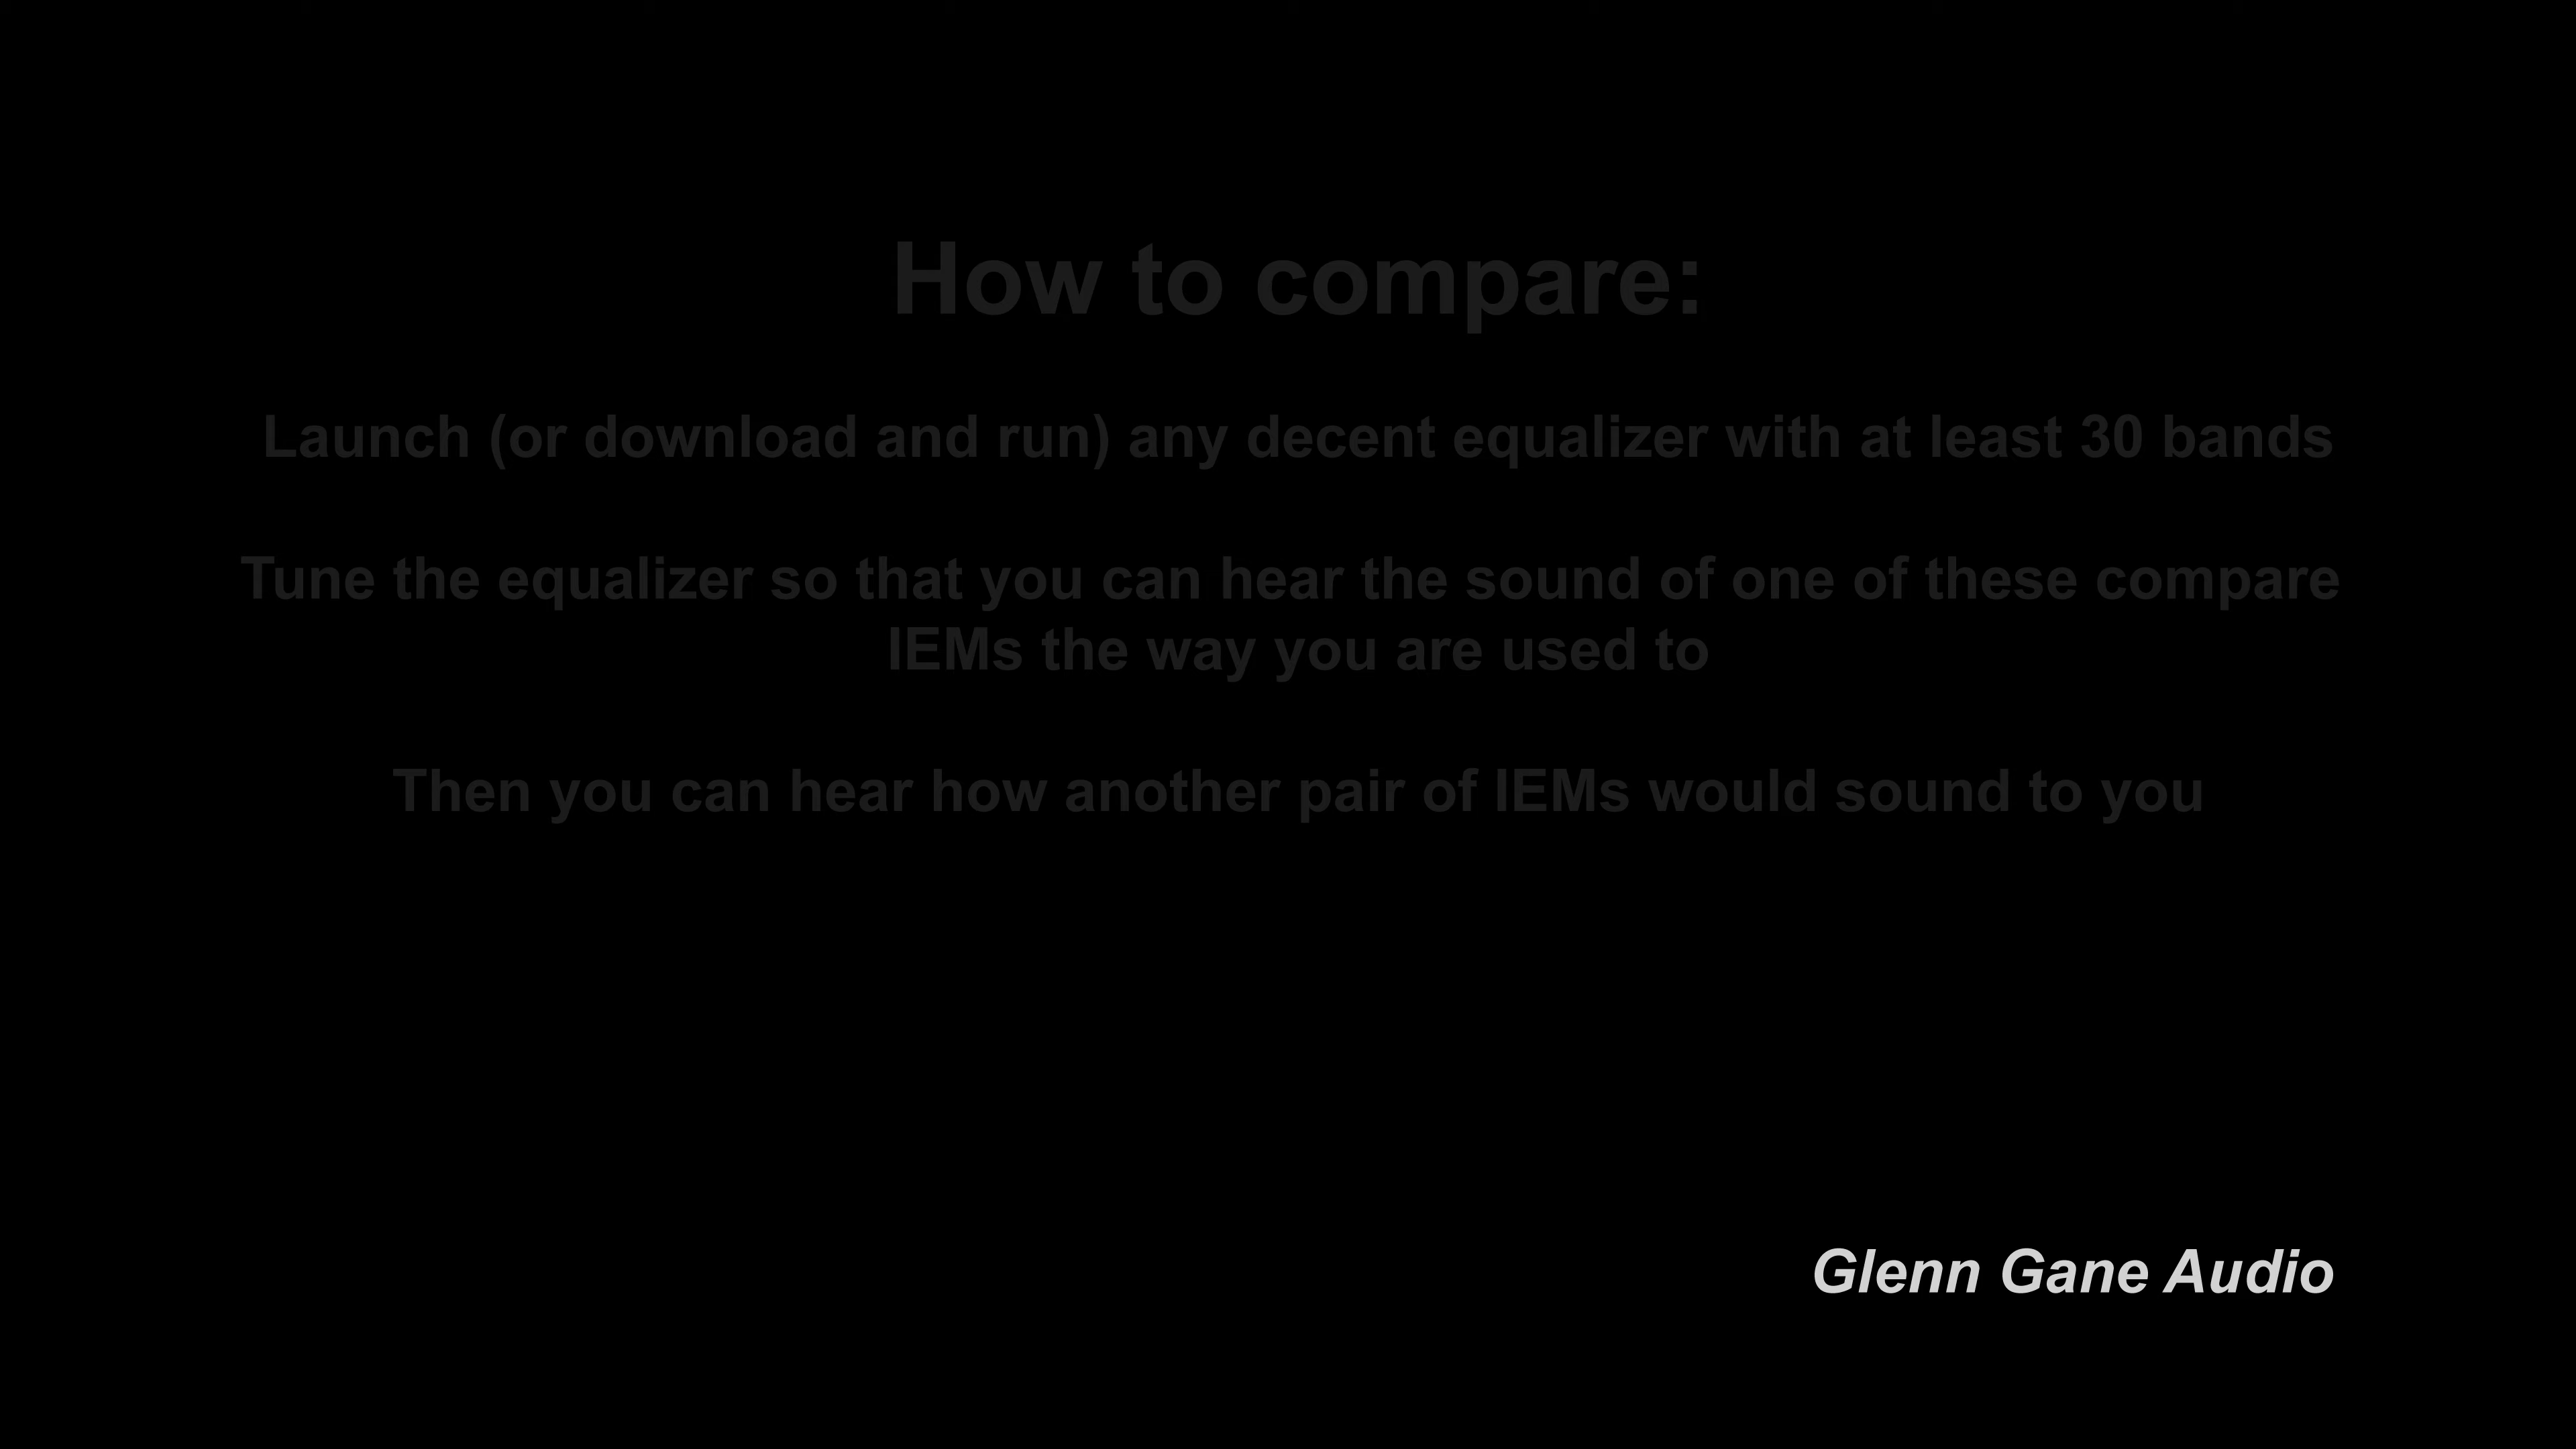 How to compare:
Launch (or download and run) any decent equalizer with at least 30 bands
Tune the equalizer so that you can hear the sound of one of these compare
IEMs the way you are used to
Then you can hear how another pair of IEMs would sound to you
Glenn Gane Audio